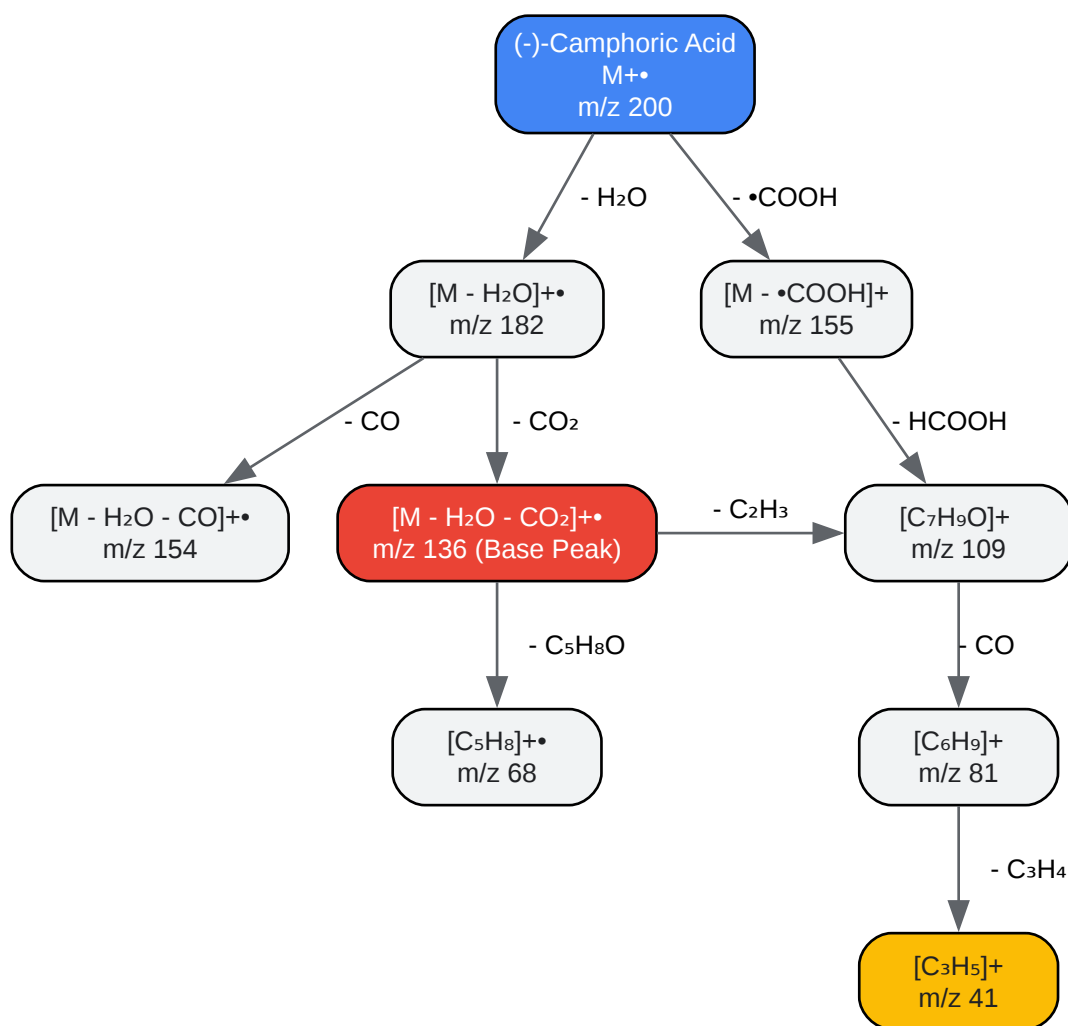 (-)-Camphoric Acid
M+•
m/z 200
- H₂O
- •COOH
[M - H₂O]+•
m/z 182
[M - •COOH]+
m/z 155
- CO
- CO₂
- HCOOH
[M - H₂O - CO]+•
m/z 154
[M - H₂O - CO₂]+•
m/z 136 (Base Peak)
- C₂H₃
[C₇H₉O]+
m/z 109
- C₅H₈O
- CO
[C₅H₈]+•
m/z 68
[C₆H₉]+
m/z 81
- C₃H₄
[C₃H₅]+
m/z 41